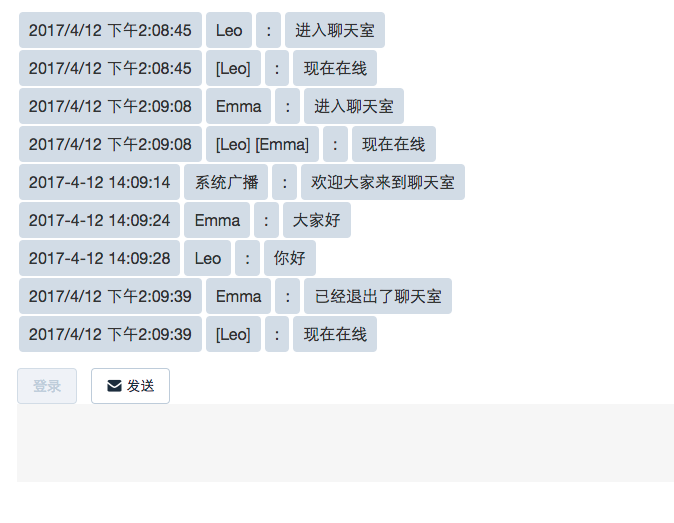 2017/4/12 下午2:08:45 Leo : 进入聊天室
2017/4/12 下午2:08:45 [Leo] : 现在在线
2017/4/12 下午2:09:08 Emma : 进入聊天室
2017/4/12 下午2:09:08 [Leo] [Emma] : 现在在线
2017-4-12 14:09:14 系统广播 : 欢迎大家来到聊天室
2017-4-12 14:09:24 Emma : 大家好
2017-4-12 14:09:28 Leo : 你好
2017/4/12 下午2:09:39 Emma : 已经退出了聊天室
2017/4/12 下午2:09:39 [Leo] : 现在在线
登录 发送